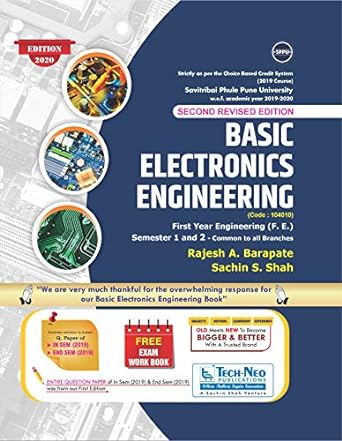 EDITION
2020
SPPU
Strictly as per the Choice Based Credit System
(2019 Course)
Savitribai Phule Pune University
w.e.f. academic year 2019-2020
SECOND REVISED EDITION
BASIC
ELECTRONICS
ENGINEERING
(Code : 104010)
First Year Engineering (F. E.)
Semester 1 and 2 - Common to all Branches
Rajesh A. Barapate
Sachin S. Shah
"We are very much thankful for the overwhelming response for
our Basic Electronics Engineering Book"
Q. Paper of
IN SEM (2019)
END SEM (2019)
ENTIRE QUESTION PAPER of In Sem (2019) & End Sem (2019)
was from our First Edition
FREE
EXAM
WORK BOOK
OLD Meets NEW To Become
BIGGER & BETTER
With A Trusted Brand
TECH-NEO
PUBLICATIONS
Where Authors Inspire Innovation
A Sachin Shah Venture